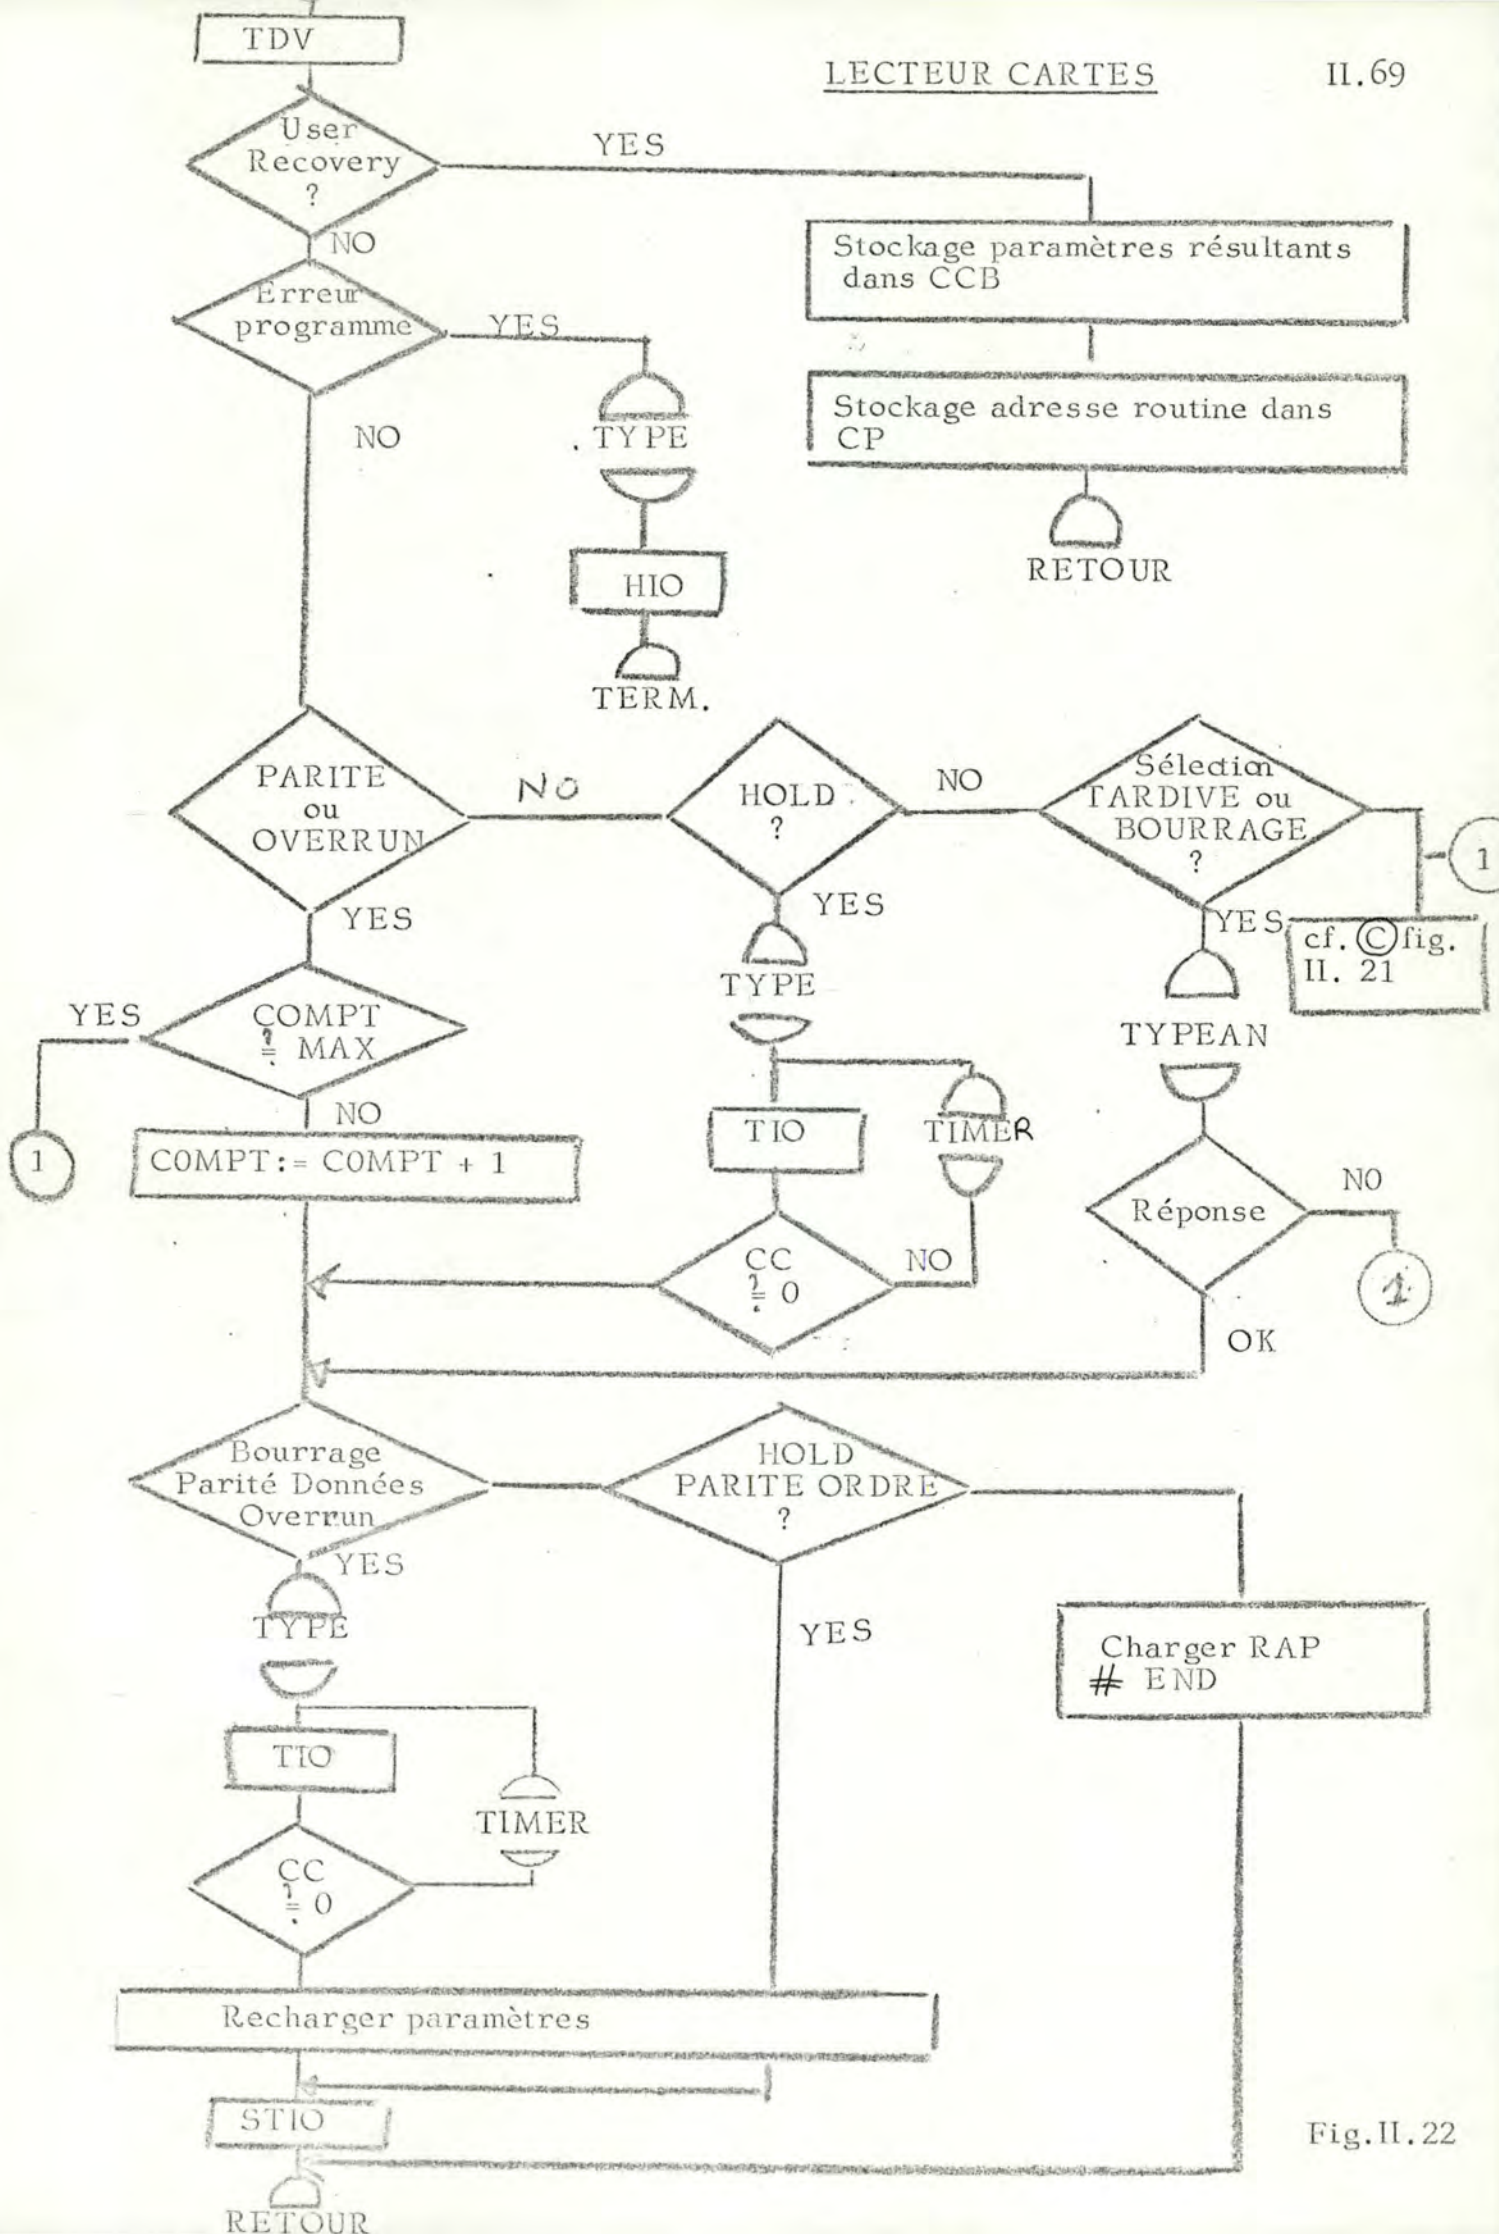 TDV
LECTEUR CARTES
II.69
User
Recovery
?
YES
NO
Stockage paramètres résultants
dans CCB
Erreur
programme
YES
NO
TYPE
Stockage adresse routine dans
CP
HIO
RETOUR
TERM.
PARITE
ou
OVERRUN
NO
HOLD
?
NO
Sélection
TARDIVE ou
BOURRAGE
?
1
YES
YES
YES
cf. Ⓒ fig.
II. 21
TYPE
YES
COMPT
?= MAX
TYPEAN
NO
TIO
TIMER
1
COMPT:= COMPT + 1
Réponse
NO
CC
?= 0
NO
1
OK
Bourrage
Parité Données
Overrun
HOLD
PARITE ORDRE
?
YES
TYPE
YES
Charger RAP
# END
TIO
TIMER
CC
?= 0
Recharger paramètres
STIO
Fig.II.22
RETOUR